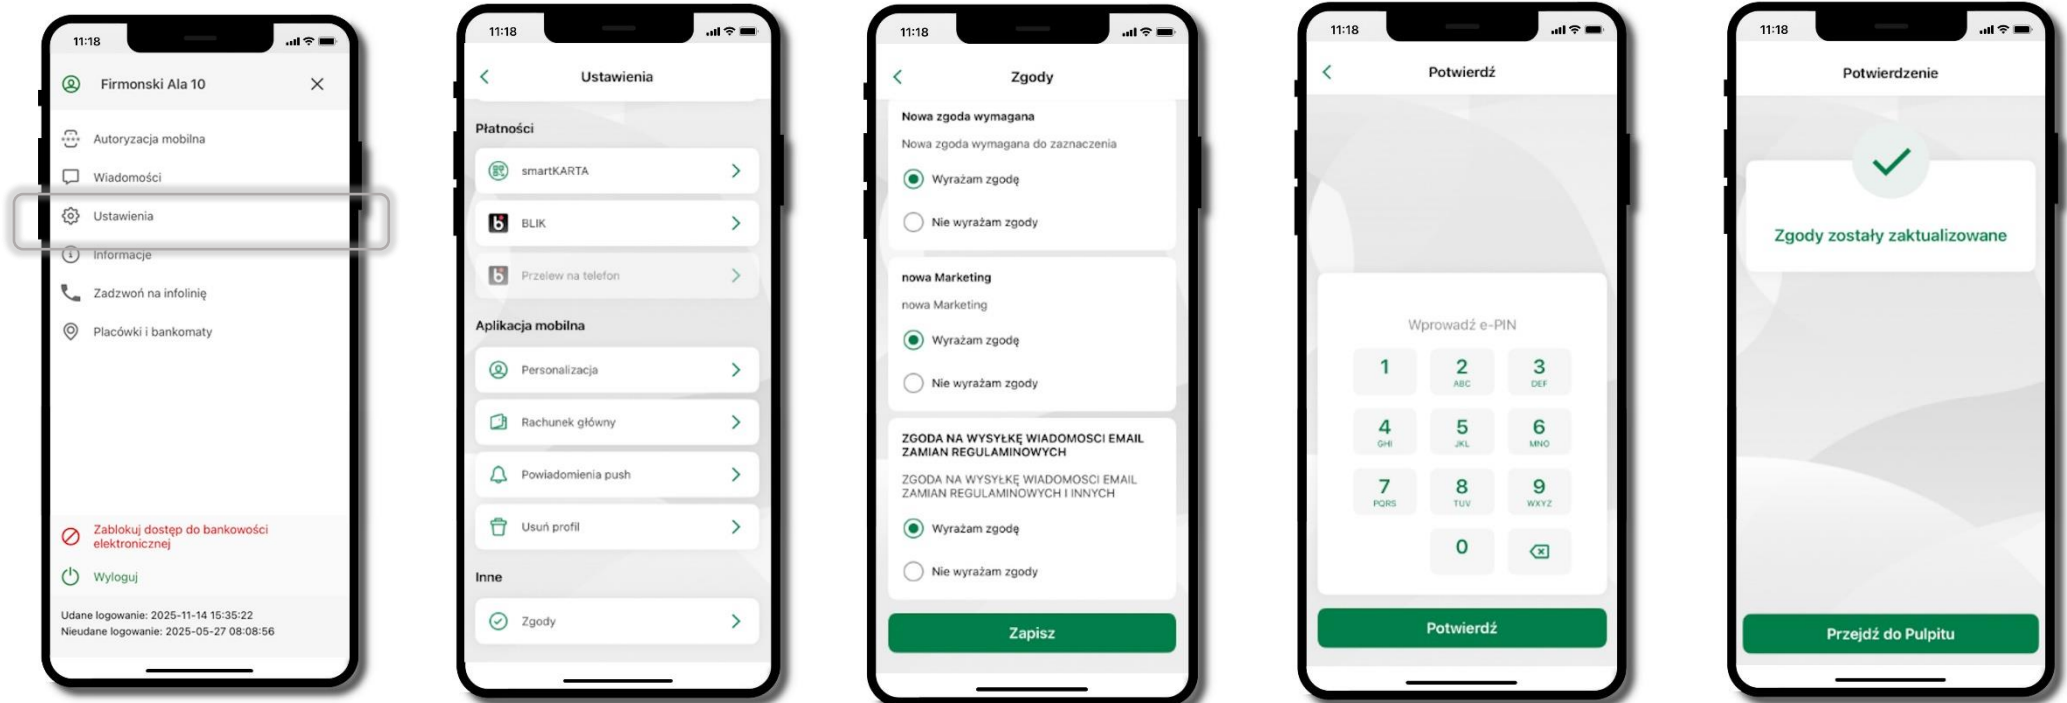 11:18
Firmonski Ala 10
Autoryzacja mobilna
Wiadomości
Ustawienia
Informacje
Zadzwoń na infolinię
Placówki i bankomaty
Zablokuj dostęp do bankowości
elektronicznej
Wyloguj
Udane logowanie: 2025-11-14 15:35:22
Nieudane logowanie: 2025-05-27 08:08:56
11:18
Ustawienia
Płatności
smartKARTA
BLIK
Przelew na telefon
Aplikacja mobilna
Personalizacja
Rachunek główny
Powiadomienia push
Usuń profil
Inne
Zgody
11:18
Zgody
Nowa zgoda wymagana
Nowa zgoda wymagana do zaznaczenia
Wyrażam zgodę
Nie wyrażam zgody
nowa Marketing
nowa Marketing
Wyrażam zgodę
Nie wyrażam zgody
ZGODA NA WYSYŁKĘ WIADOMOSCI EMAIL
ZAMIAN REGULAMINOWYCH
ZGODA NA WYSYŁKĘ WIADOMOSCI EMAIL
ZAMIAN REGULAMINOWYCH I INNYCH
Wyrażam zgodę
Nie wyrażam zgody
Zapisz
11:18
Potwierdź
Wprowadź e-PIN
1 2 3
ABC DEF
4 5 6
GHI JKL MNO
7 8 9
PQRS TUV WXYZ
0
Potwierdź
11:18
Potwierdzenie
Zgody zostały zaktualizowane
Przejdź do Pulpitu